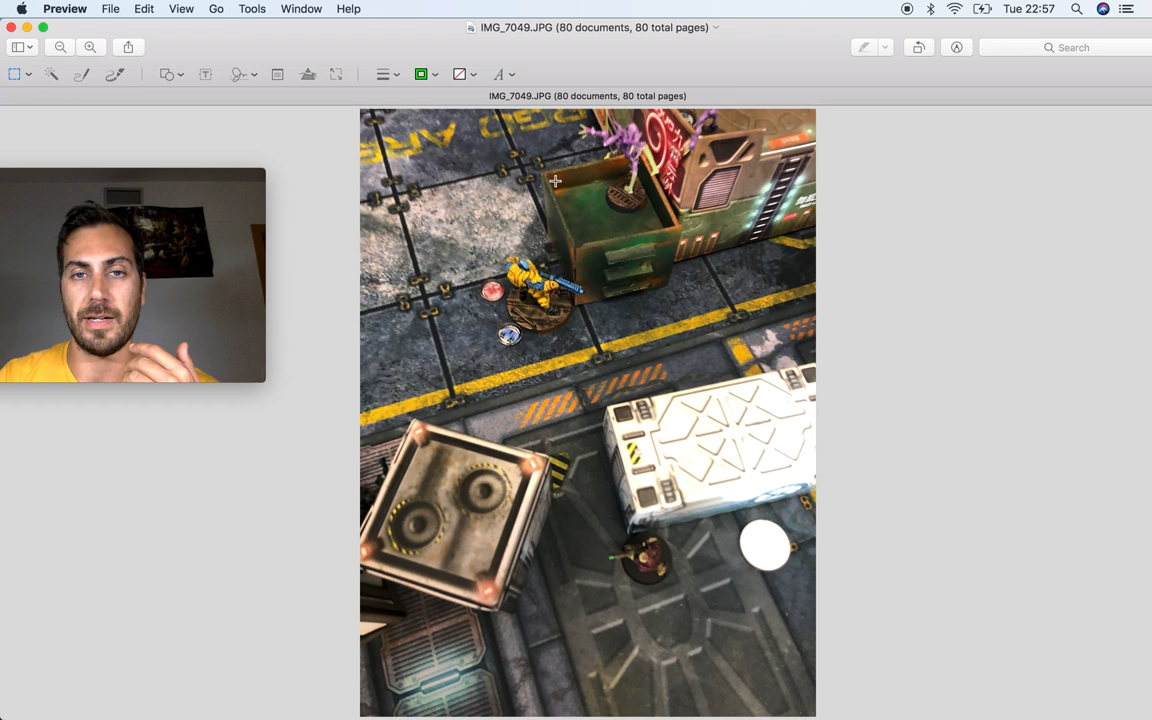 Preview File Edit View Go Tools Window Help
Tue 22:57
IMG_7049.JPG (80 documents, 80 total pages)
Search
IMG_7049.JPG (80 documents, 80 total pages)